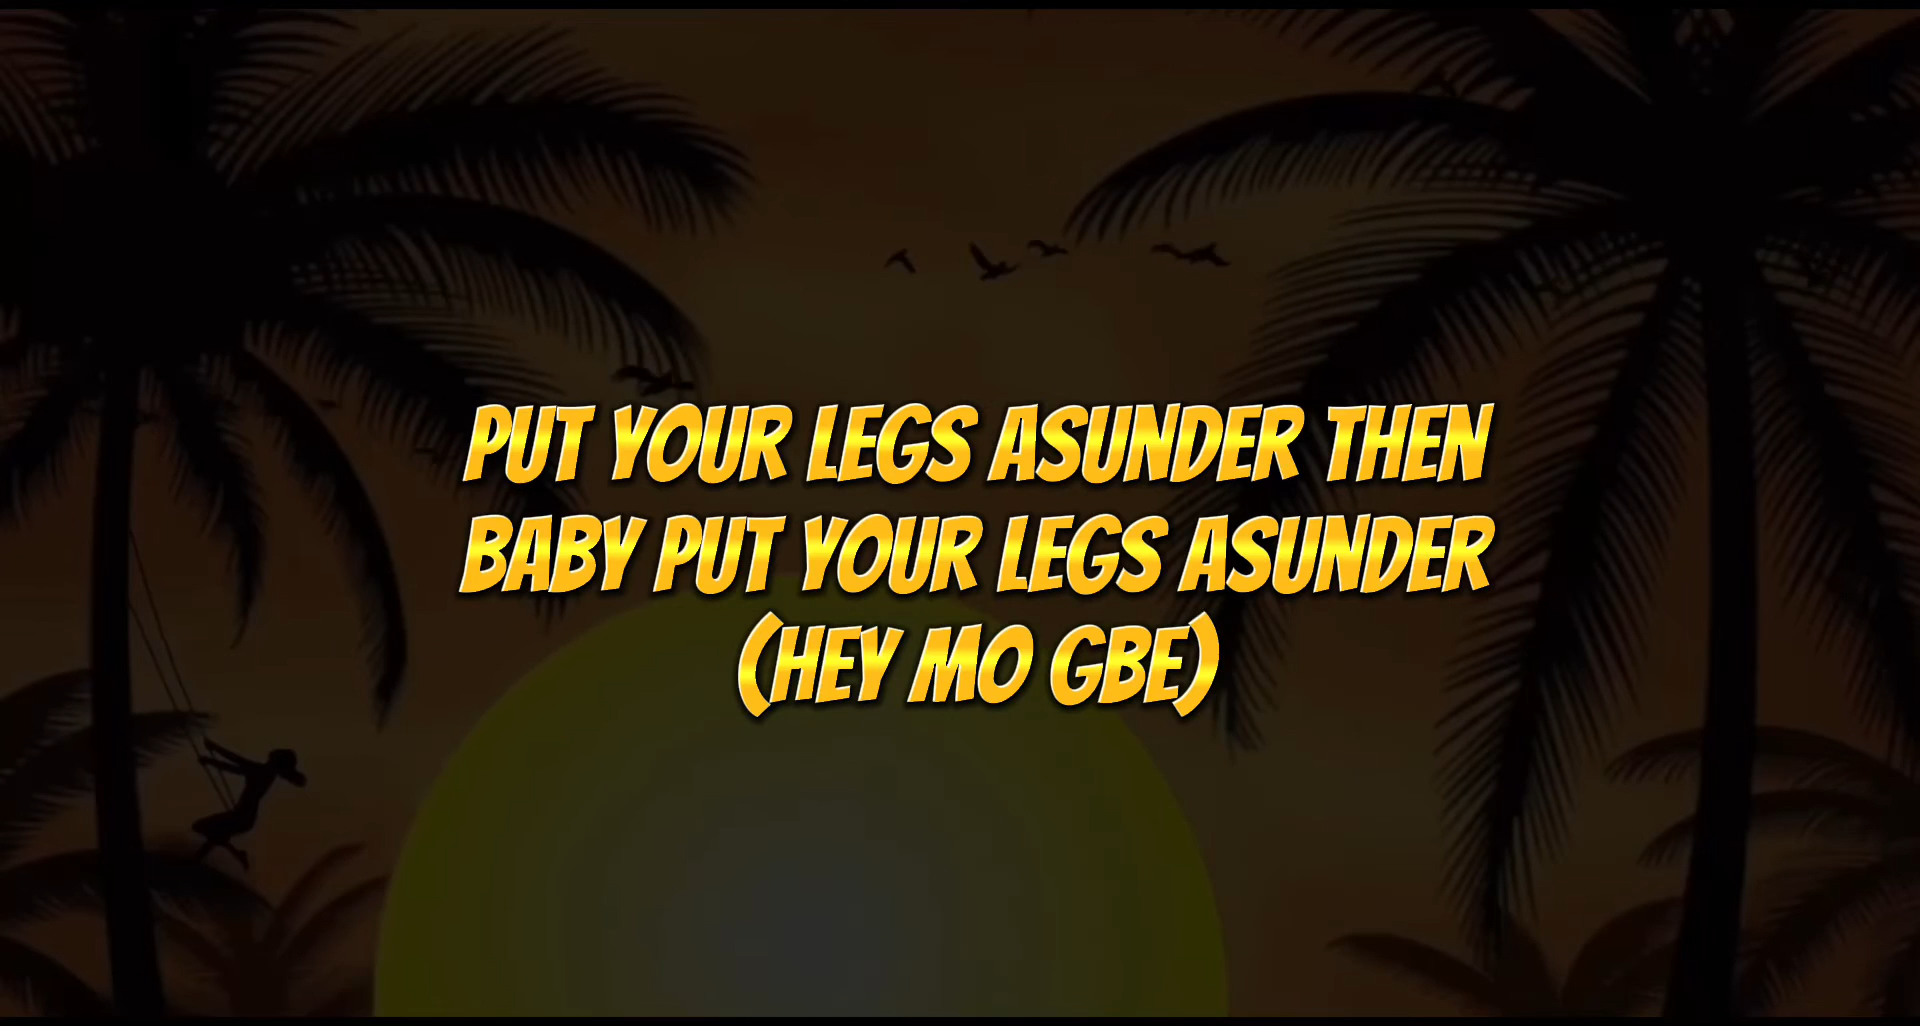 PUT YOUR LEGS ASUNDER THEN
BABY PUT YOUR LEGS ASUNDER
(HEY MO GBE)